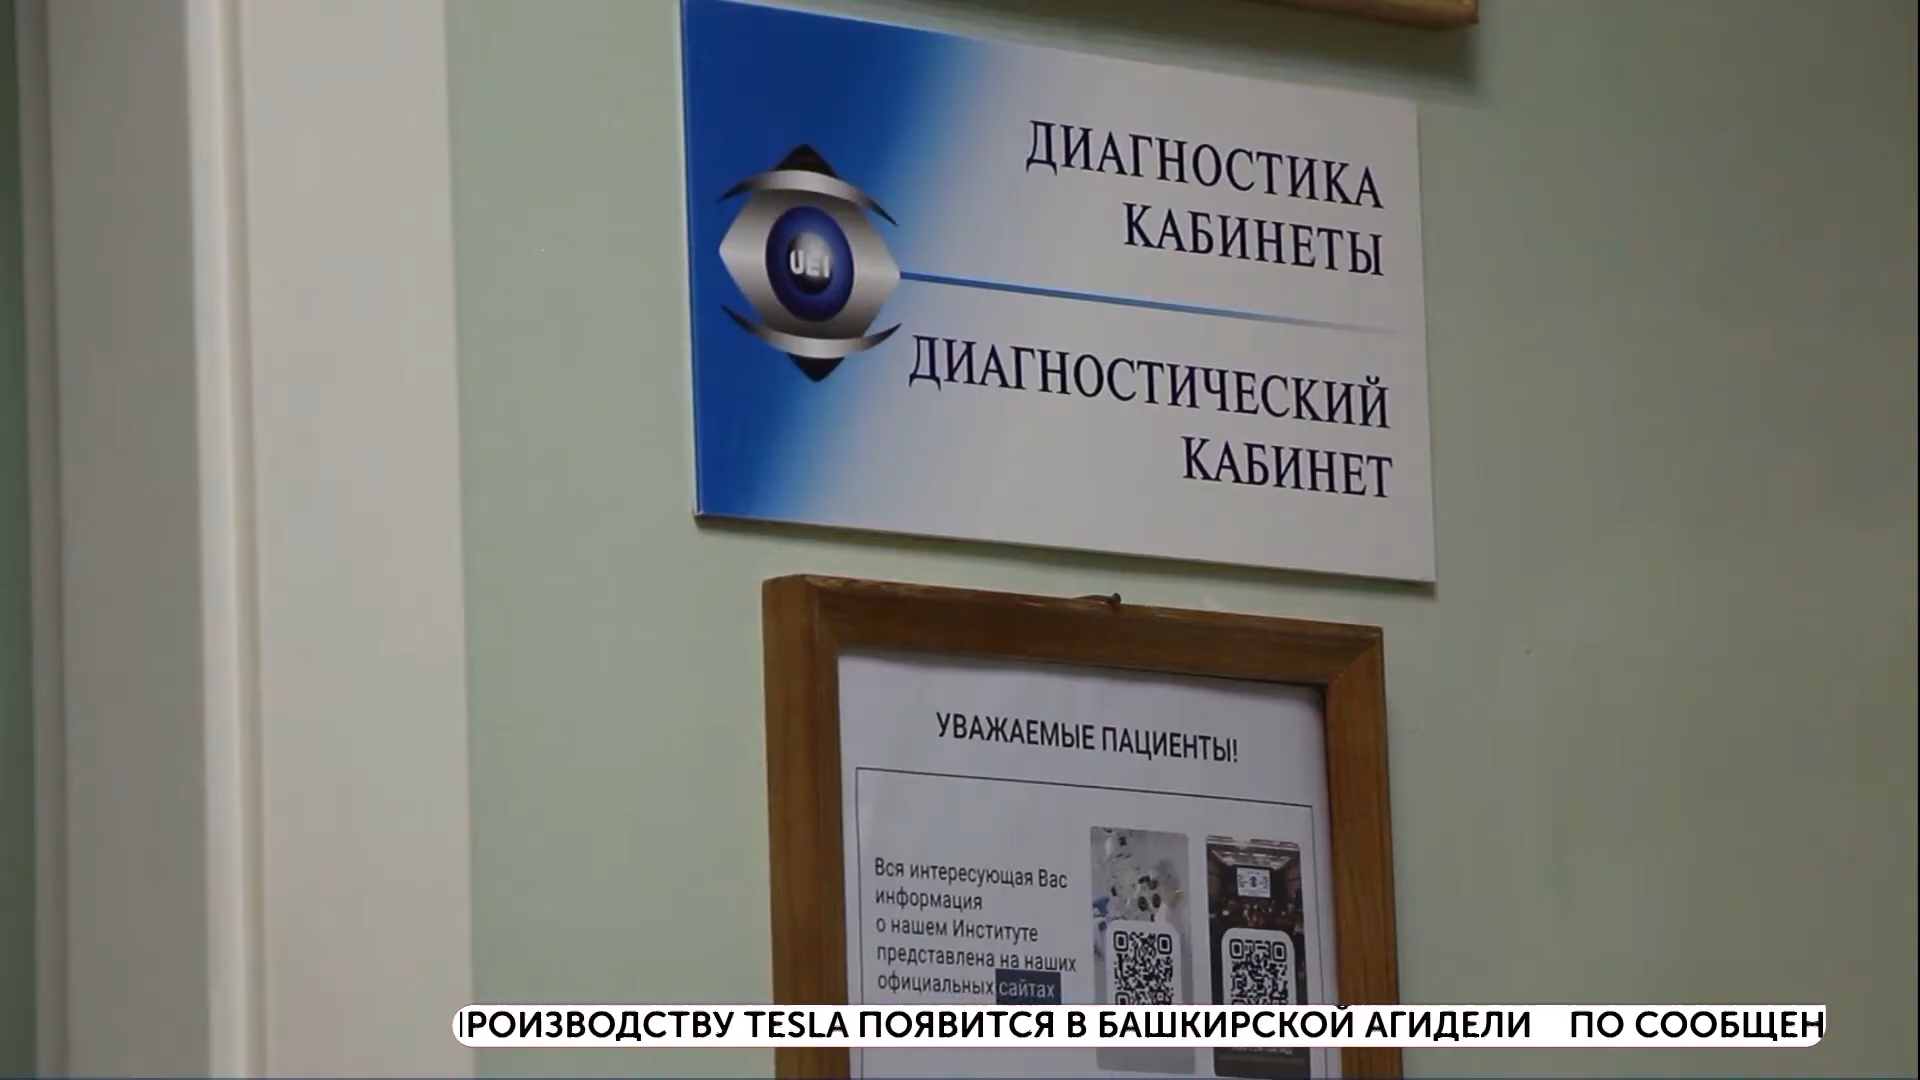 ДИАГНОСТИКА
КАБИНЕТЫ
UEI
ДИАГНОСТИЧЕСКИЙ
КАБИНЕТ
УВАЖАЕМЫЕ ПАЦИЕНТЫ!
Вся интересующая Вас
информация
о нашем Институте
представлена на наших
официальных сайтах
РОИЗВОДСТВУ TESLA ПОЯВИТСЯ В БАШКИРСКОЙ АГИДЕЛИ ПО СООБЩЕН